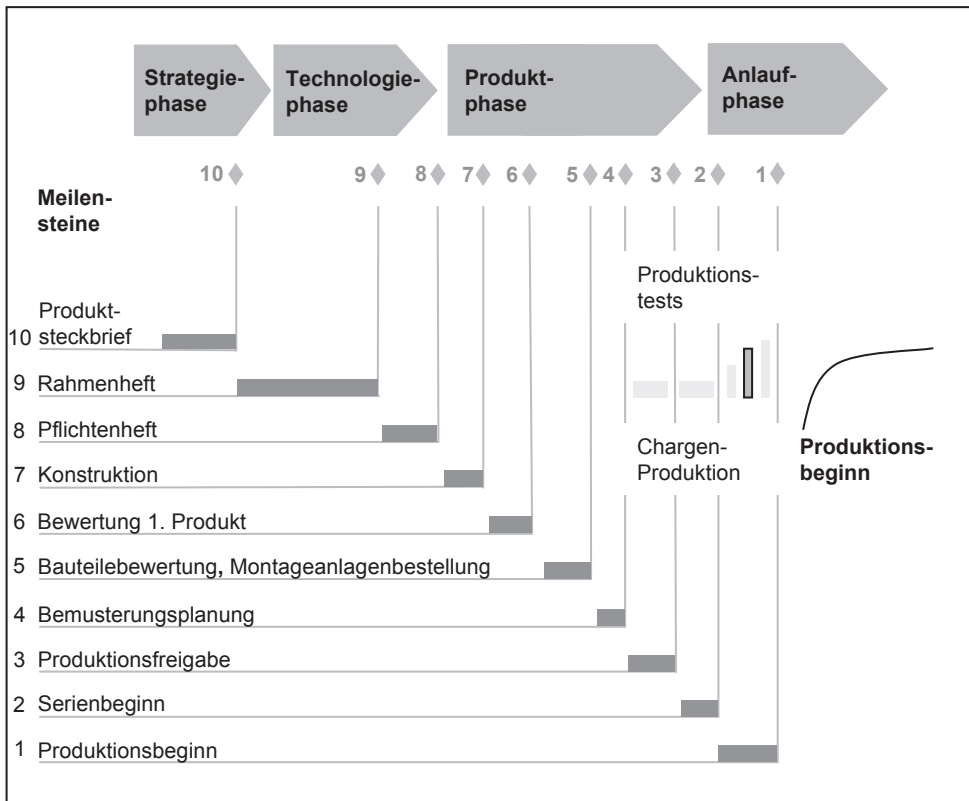 Strategie-
phase
Technologie-
phase
Produkt-
phase
Anlauf-
phase
10 9 8 7 6 5 4 3 2 1
Meilen-
steine
Produktions-
tests
10 Produkt-
steckbrief
9 Rahmenheft
8 Pflichtenheft
Chargen-
Produktion
Produktions-
beginn
7 Konstruktion
6 Bewertung 1. Produkt
5 Bauteilebewertung, Montageanlagenbestellung
4 Bemusterungsplanung
3 Produktionsfreigabe
2 Serienbeginn
1 Produktionsbeginn